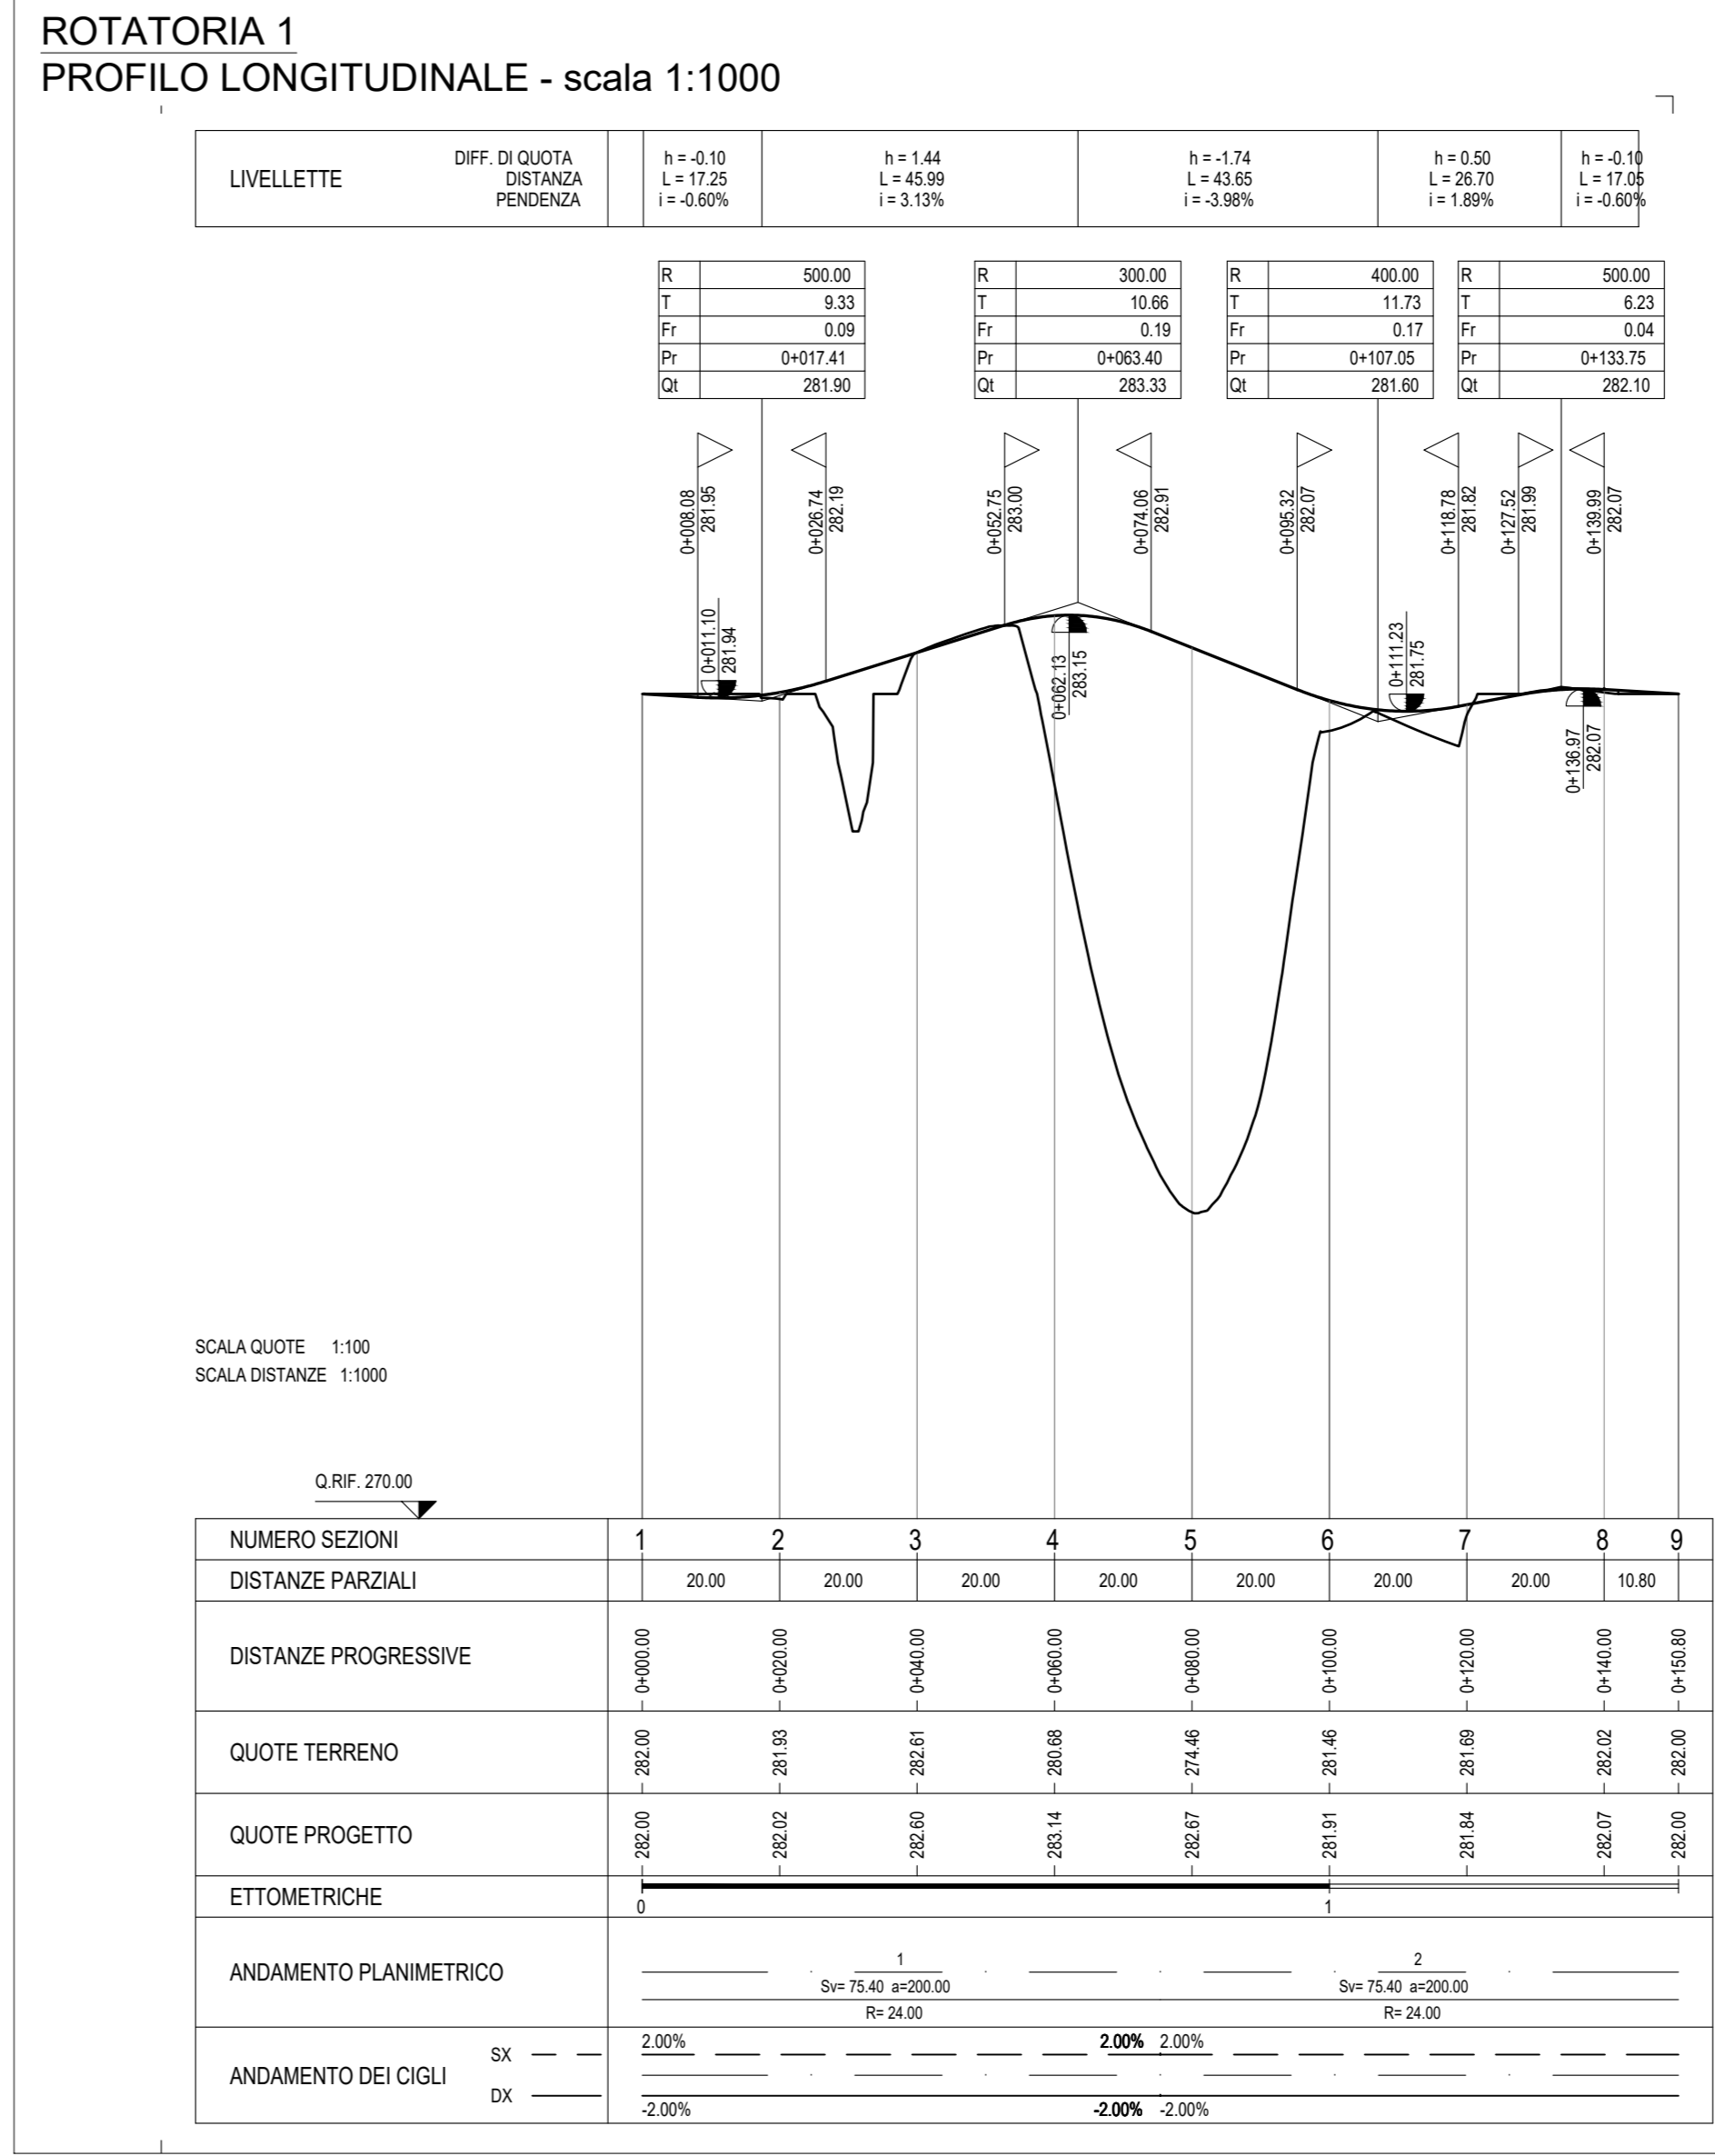 ROTATORIA 1
PROFILO LONGITUDINALE - scala 1:1000
LIVELLETTE
DIFF. DI QUOTA
DISTANZA
PENDENZA
h = -0.10
L = 17.25
i = -0.60%
h = 1.44
L = 45.99
i = 3.13%
h = -1.74
L = 43.65
i = -3.98%
h = 0.50
L = 26.70
i = 1.89%
h = -0.10
L = 17.05
i = -0.60%
R 500.00
T 9.33
Fr 0.09
Pr 0+017.41
Qt 281.90
R 300.00
T 10.66
Fr 0.19
Pr 0+063.40
Qt 283.33
R 400.00
T 11.73
Fr 0.17
Pr 0+107.05
Qt 281.60
R 500.00
T 6.23
Fr 0.04
Pr 0+133.75
Qt 282.10
0+008.08
281.95
0+026.74
282.19
0+052.75
283.00
0+074.06
282.91
0+095.32
282.07
0+118.78
281.82
0+127.52
281.99
0+139.99
282.07
0+011.10
281.94
0+062.13
283.15
0+111.23
281.75
0+136.97
282.07
SCALA QUOTE 1:100
SCALA DISTANZE 1:1000
Q.RIF. 270.00
NUMERO SEZIONI 1 2 3 4 5 6 7 8 9
DISTANZE PARZIALI 20.00 20.00 20.00 20.00 20.00 20.00 20.00 10.80
DISTANZE PROGRESSIVE 0+000.00 0+020.00 0+040.00 0+060.00 0+080.00 0+100.00 0+120.00 0+140.00 0+150.80
QUOTE TERRENO 282.00 281.93 282.61 280.68 274.46 281.46 281.69 282.02 282.00
QUOTE PROGETTO 282.00 282.02 282.60 283.14 282.67 281.91 281.84 282.07 282.00
ETTOMETRICHE 0 1
ANDAMENTO PLANIMETRICO
1
Sv= 75.40 a=200.00
R= 24.00
2
Sv= 75.40 a=200.00
R= 24.00
ANDAMENTO DEI CIGLI
SX
DX
2.00% 2.00% 2.00%
-2.00% -2.00% -2.00%